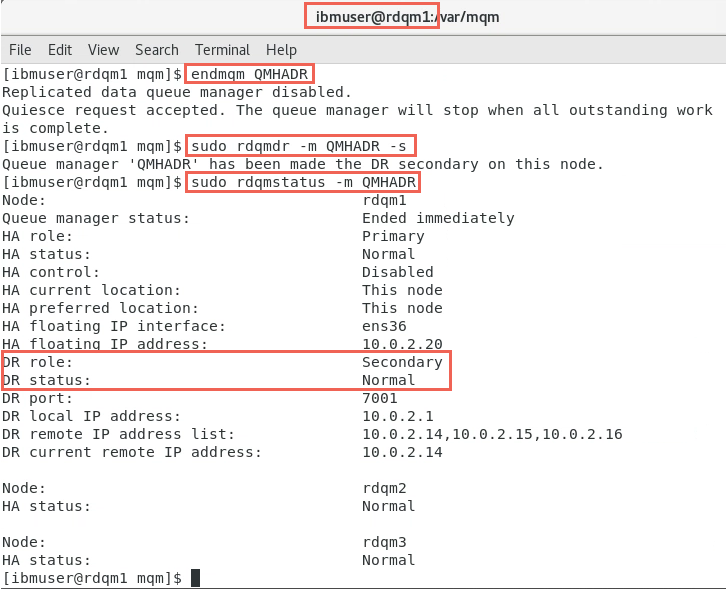 ibmuser@rdqm1:/var/mqm
File Edit View Search Terminal Help
[ibmuser@rdqm1 mqm]$ endmqm QMHADR
Replicated data queue manager disabled.
Quiesce request accepted. The queue manager will stop when all outstanding work
is complete.
[ibmuser@rdqm1 mqm]$ sudo rdqmdr -m QMHADR -s
Queue manager 'QMHADR' has been made the DR secondary on this node.
[ibmuser@rdqm1 mqm]$ sudo rdqmstatus -m QMHADR
Node: rdqm1
Queue manager status: Ended immediately
HA role: Primary
HA status: Normal
HA control: Disabled
HA current location: This node
HA preferred location: This node
HA floating IP interface: ens36
HA floating IP address: 10.0.2.20
DR role: Secondary
DR status: Normal
DR port: 7001
DR local IP address: 10.0.2.1
DR remote IP address list: 10.0.2.14,10.0.2.15,10.0.2.16
DR current remote IP address: 10.0.2.14
Node: rdqm2
HA status: Normal
Node: rdqm3
HA status: Normal
[ibmuser@rdqm1 mqm]$